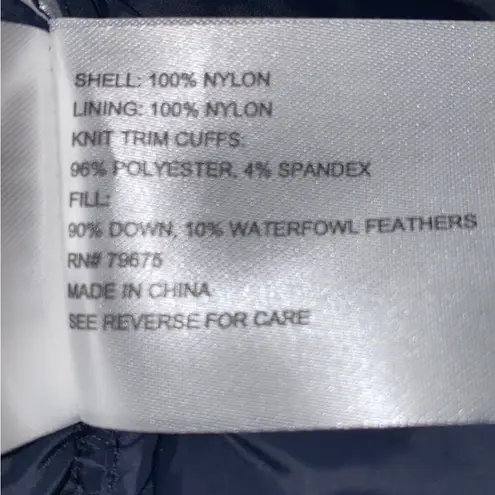 SHELL: 100% NYLON
LINING: 100% NYLON
KNIT TRIM CUFFS:
96% POLYESTER, 4% SPANDEX
FILL:
90% DOWN, 10% WATERFOWL FEATHERS
RN# 79675
MADE IN CHINA
SEE REVERSE FOR CARE